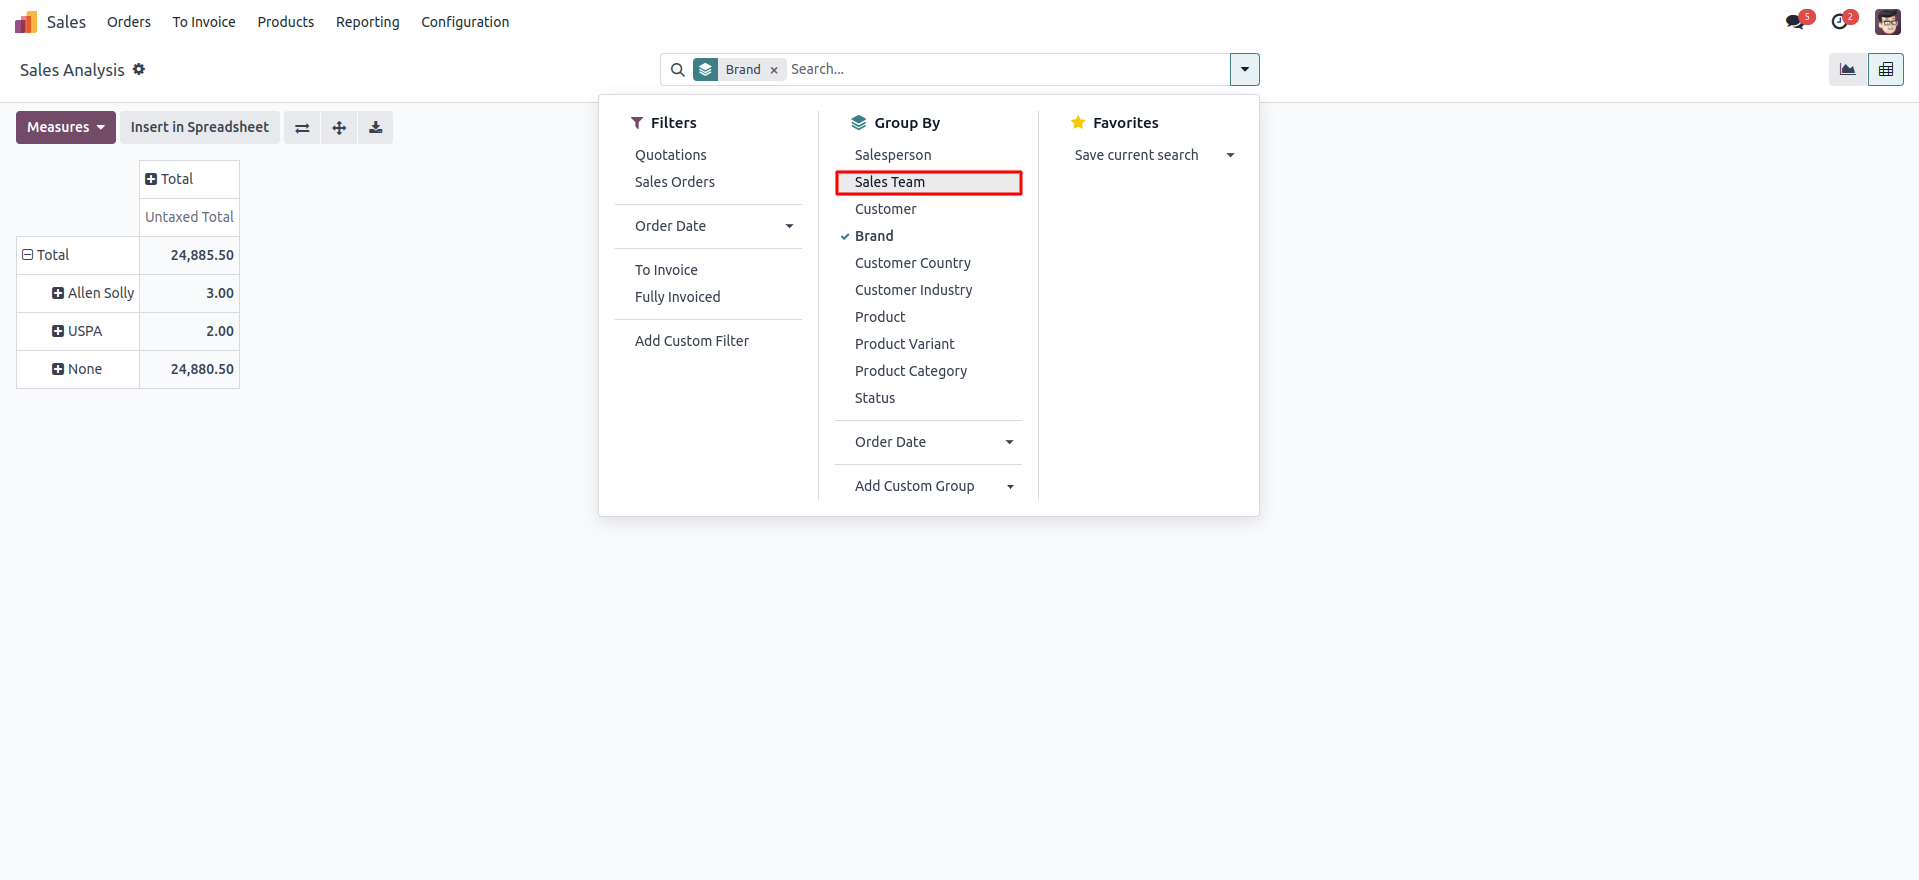 Sales Orders To Invoice Products Reporting Configuration 5 2
Sales Analysis Brand × Search...
Measures Insert in Spreadsheet
Total
Untaxed Total
Total 24,885.50
Allen Solly 3.00
USPA 2.00
None 24,880.50
Filters
Quotations
Sales Orders
Order Date
To Invoice
Fully Invoiced
Add Custom Filter
Group By
Salesperson
Sales Team
Customer
Brand
Customer Country
Customer Industry
Product
Product Variant
Product Category
Status
Order Date
Add Custom Group
Favorites
Save current search